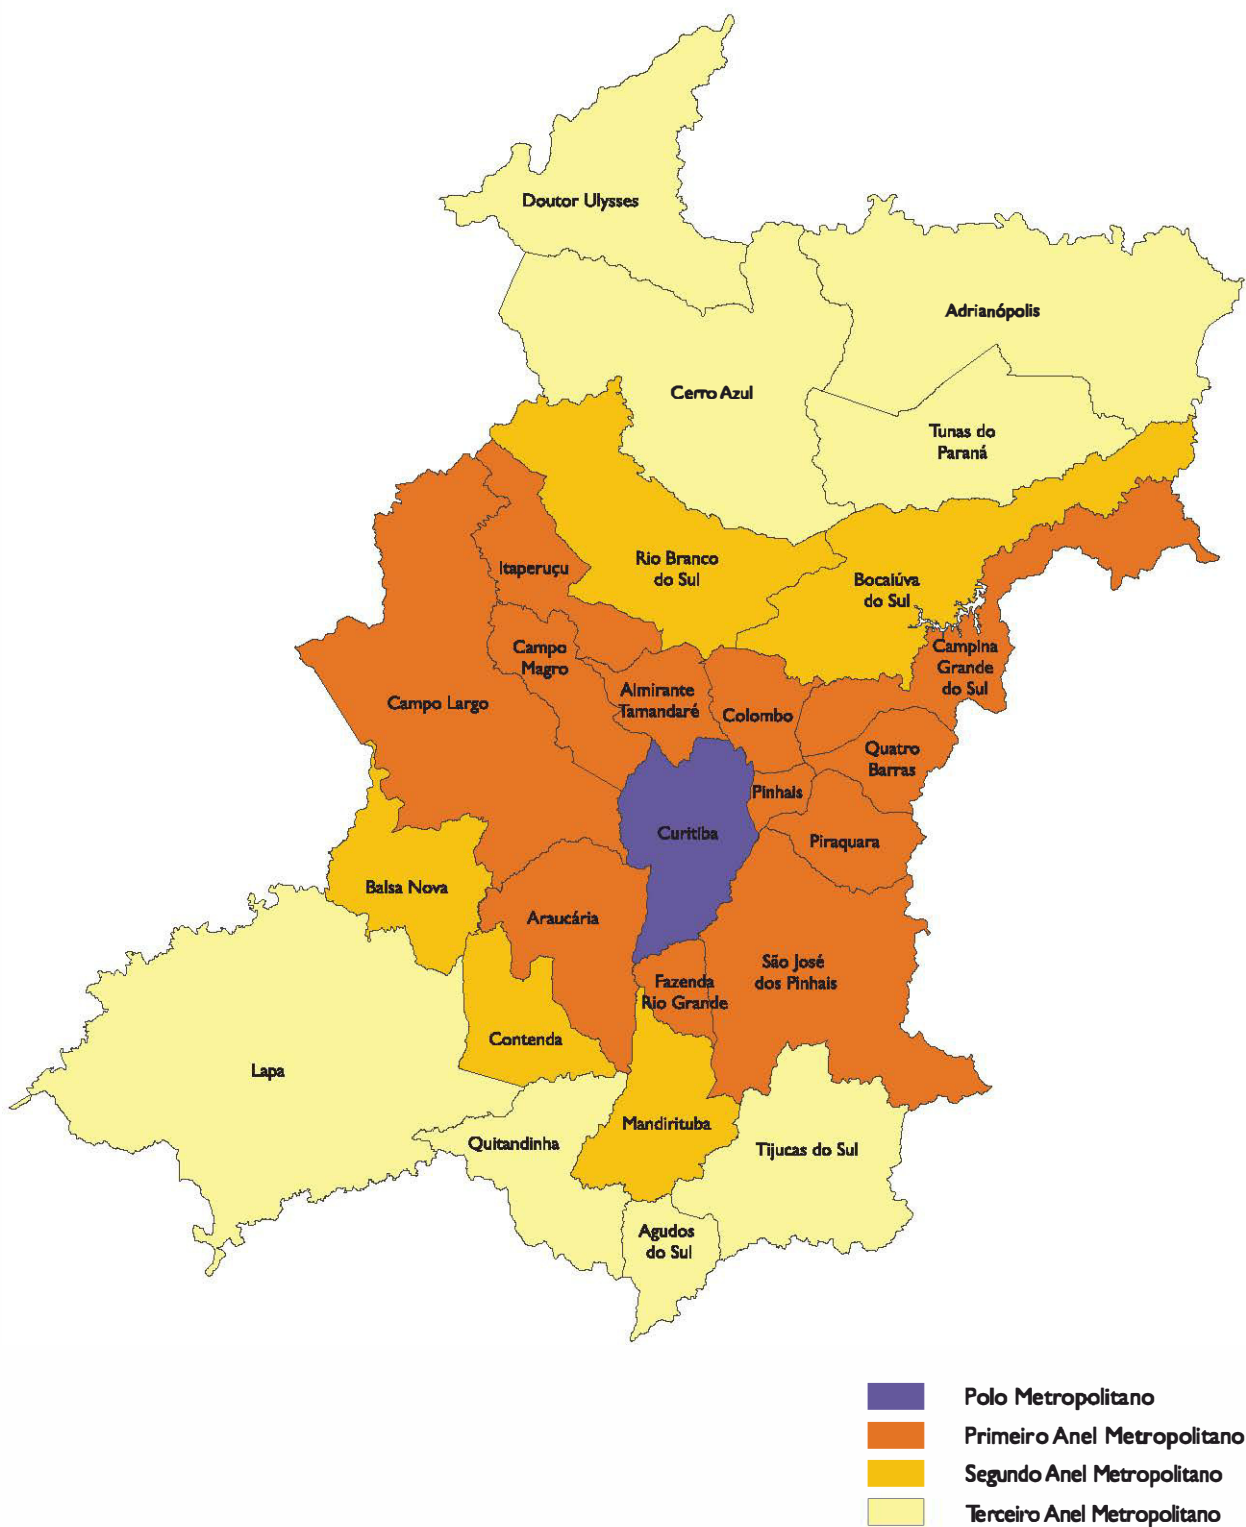 Doutor Ulysses
Adrianópolis
Cerro Azul
Tunas do
Paraná
Itaperuçu
Rio Branco
do Sul
Bocaiúva
do Sul
Campo
Magro
Campina
Grande
do Sul
Campo Largo
Almirante
Tamandaré
Colombo
Quatro
Barras
Pinhais
Curitiba
Piraquara
Balsa Nova
Araucária
São José
dos Pinhais
Fazenda
Rio Grande
Contenda
Lapa
Mandirituba
Quitandinha
Tijucas do Sul
Agudos
do Sul
Polo Metropolitano
Primeiro Anel Metropolitano
Segundo Anel Metropolitano
Terceiro Anel Metropolitano